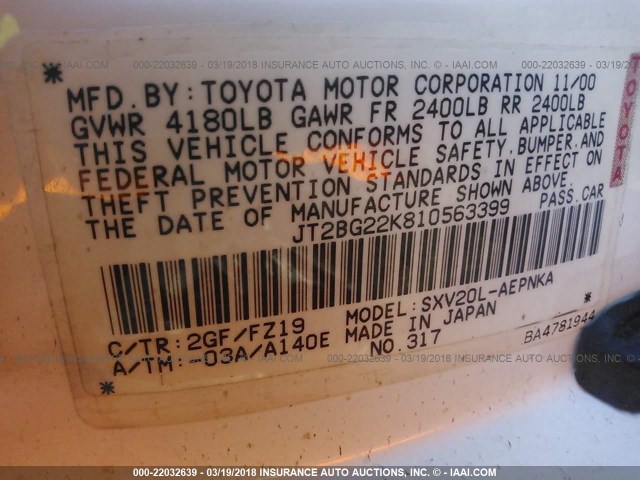 000-22032639 - 03/19/2018 - INSURANCE AUTO AUCTIONS - © - IAAI.COM
MFD. BY: TOYOTA MOTOR CORPORATION 11/00
GVWR 4180LB GAWR FR 2400LB RR 2400LB
THIS VEHICLE CONFORMS TO ALL APPLICABLE
FEDERAL MOTOR VEHICLE SAFETY, BUMPER, AND
THEFT PREVENTION STANDARDS IN EFFECT ON
THE DATE OF MANUFACTURE SHOWN ABOVE.
JT2BG22K810563399 PASS. CAR
TOYOTA
MODEL: SXV20L-AEPNKA
C/TR: 2GF/FZ19 MADE IN JAPAN
A/TM: -03A/A140E NO. 317 BA4781944
000-22032639 - 03/19/2018 - INSURANCE AUTO AUCTIONS - © - IAAI.COM